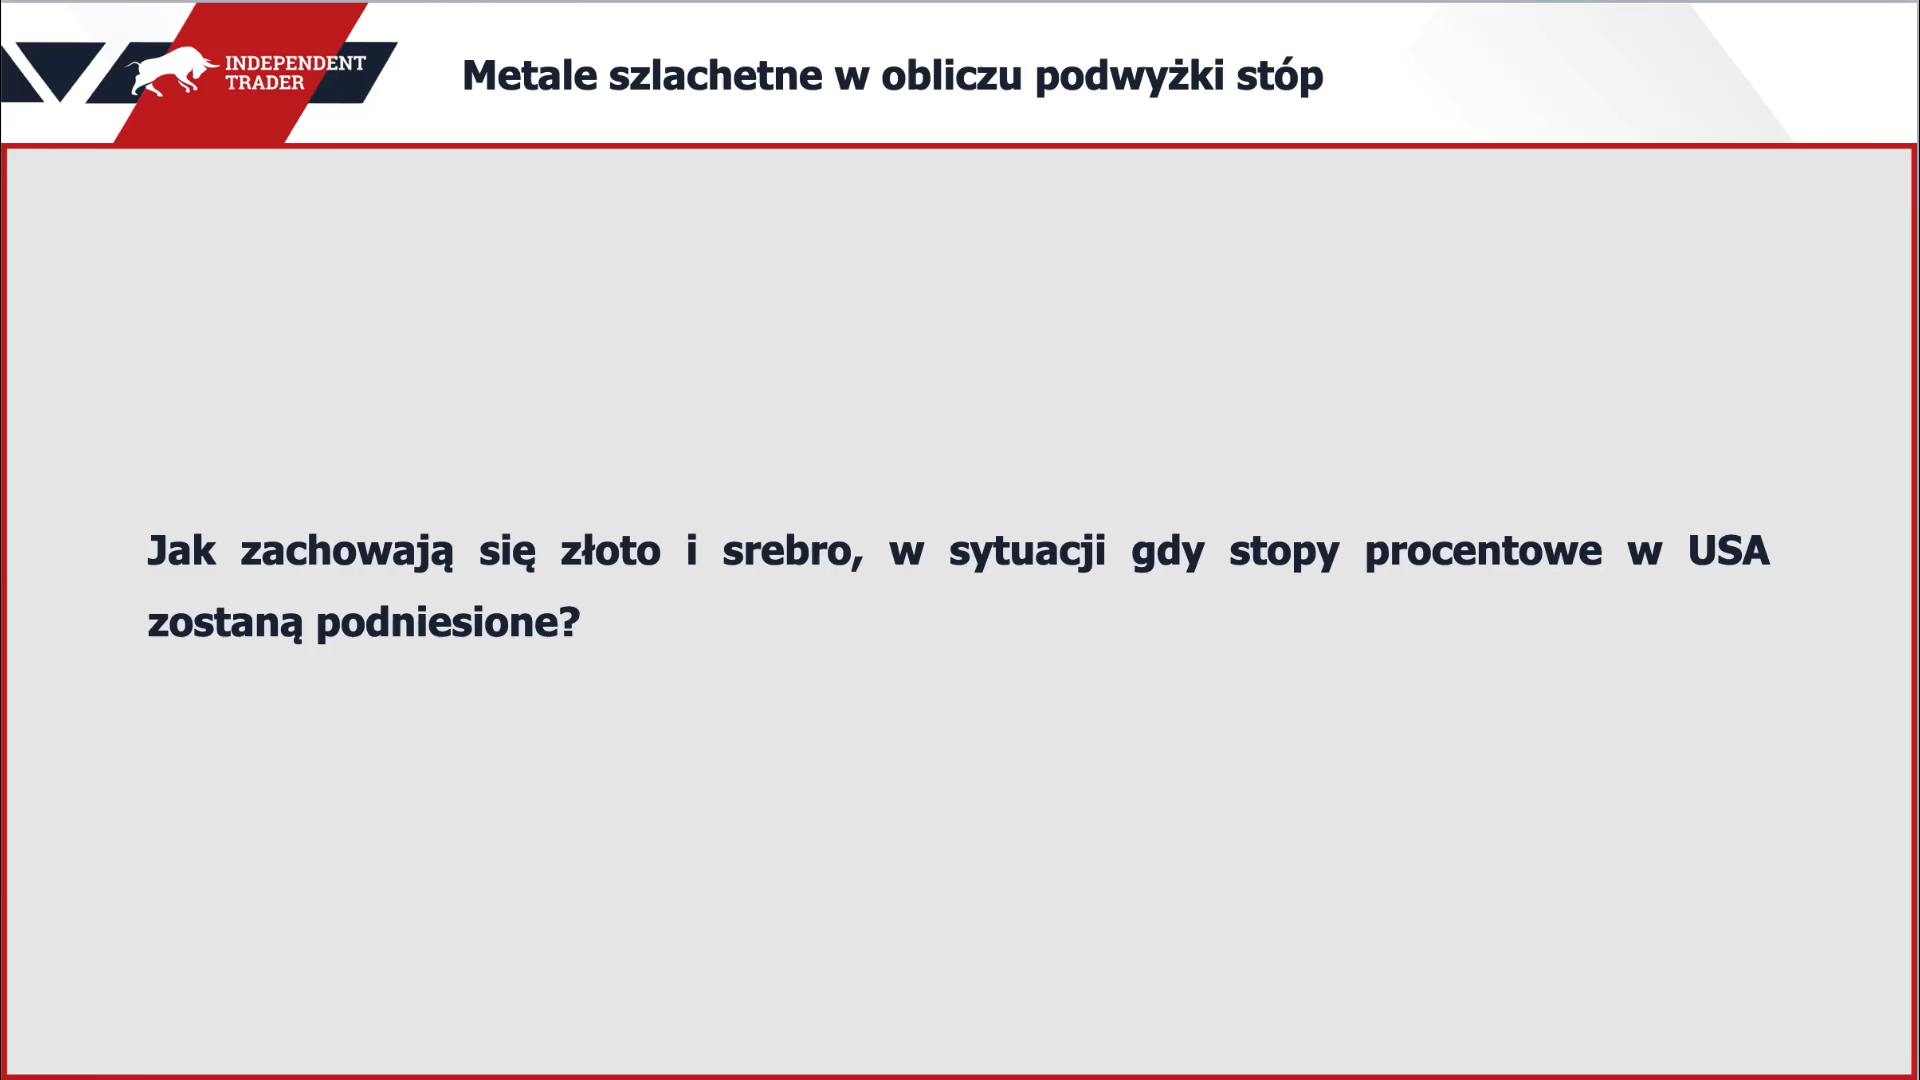 INDEPENDENT
TRADER
Metale szlachetne w obliczu podwyżki stóp
Jak zachowają się złoto i srebro, w sytuacji gdy stopy procentowe w USA
zostaną podniesione?